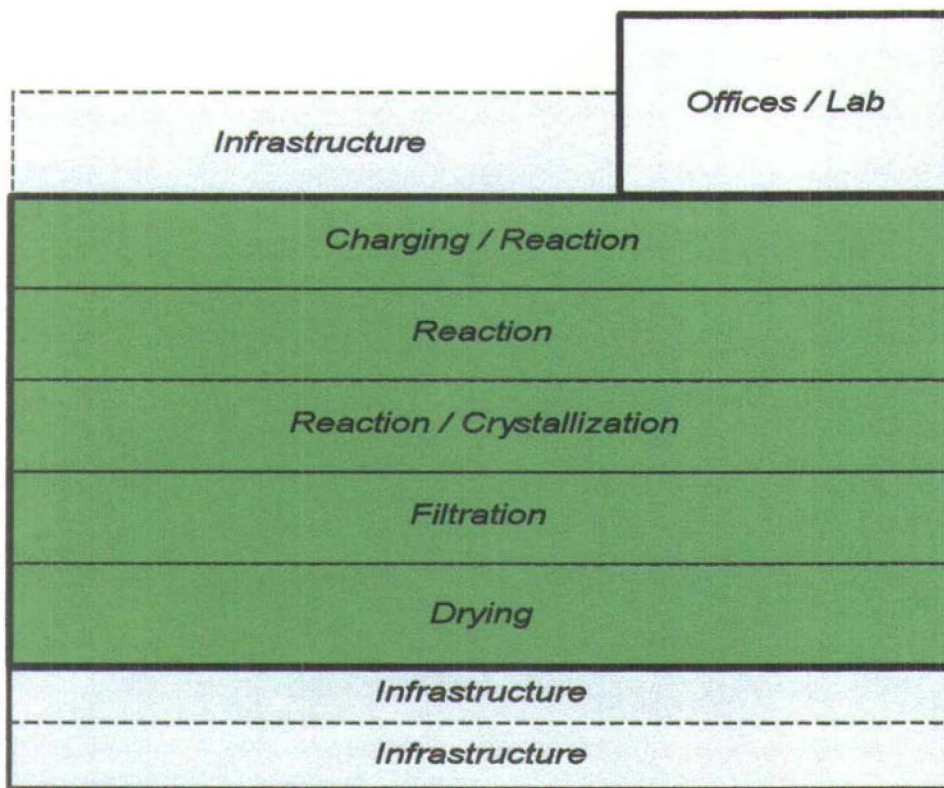 Offices / Lab
Infrastructure
Charging / Reaction
Reaction
Reaction / Crystallization
Filtration
Drying
Infrastructure
Infrastructure